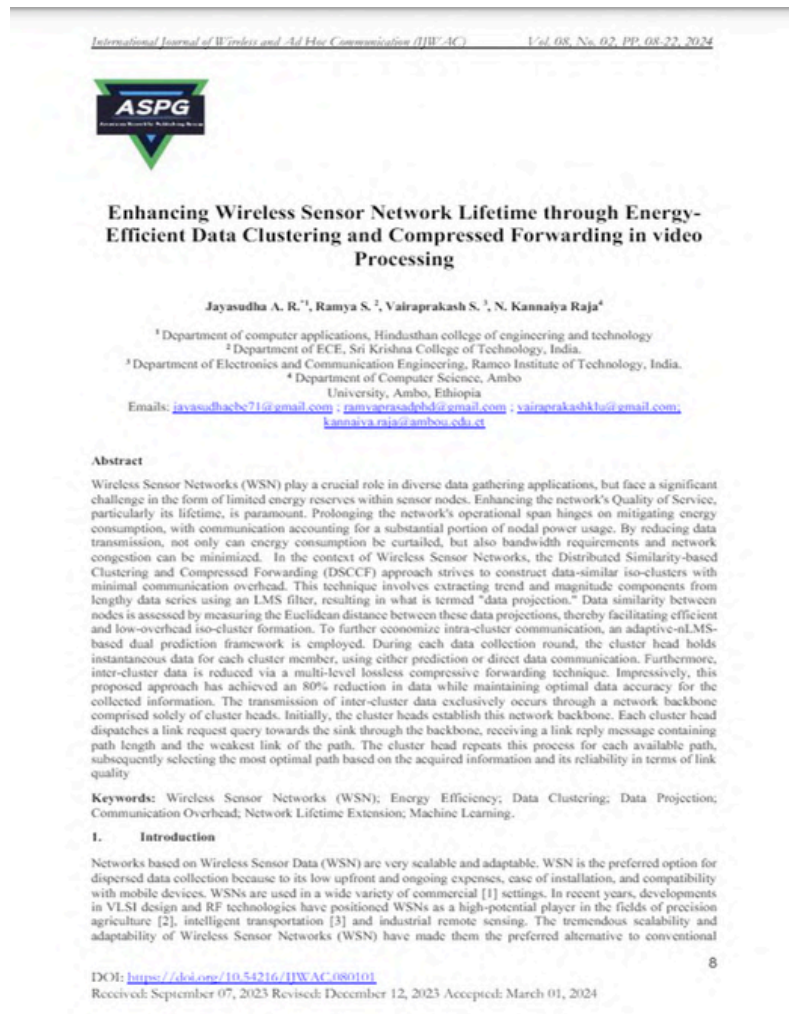 International Journal of Wireless and Ad Hoc Communication (IJWAC) Vol. 08, No. 02, PP. 08-22, 2024
ASPG
American Scientific Publishing Group
Enhancing Wireless Sensor Network Lifetime through Energy-
Efficient Data Clustering and Compressed Forwarding in video
Processing
Jayasudha A. R.*1, Ramya S. 2, Vairaprakash S. 3, N. Kannaiya Raja4
1 Department of computer applications, Hindusthan college of engineering and technology
2 Department of ECE, Sri Krishna College of Technology, India.
3 Department of Electronics and Communication Engineering, Ramco Institute of Technology, India.
4 Department of Computer Science, Ambo
University, Ambo, Ethiopia
Emails: jayasudhacbe71@gmail.com ; ramyaprasadphd@gmail.com ; vairaprakashklu@gmail.com;
kannaiya.raja@ambou.edu.et
Abstract
Wireless Sensor Networks (WSN) play a crucial role in diverse data gathering applications, but face a significant
challenge in the form of limited energy reserves within sensor nodes. Enhancing the network's Quality of Service,
particularly its lifetime, is paramount. Prolonging the network's operational span hinges on mitigating energy
consumption, with communication accounting for a substantial portion of nodal power usage. By reducing data
transmission, not only can energy consumption be curtailed, but also bandwidth requirements and network
congestion can be minimized. In the context of Wireless Sensor Networks, the Distributed Similarity-based
Clustering and Compressed Forwarding (DSCCF) approach strives to construct data-similar iso-clusters with
minimal communication overhead. This technique involves extracting trend and magnitude components from
lengthy data series using an LMS filter, resulting in what is termed "data projection." Data similarity between
nodes is assessed by measuring the Euclidean distance between these data projections, thereby facilitating efficient
and low-overhead iso-cluster formation. To further economize intra-cluster communication, an adaptive-nLMS-
based dual prediction framework is employed. During each data collection round, the cluster head holds
instantaneous data for each cluster member, using either prediction or direct data communication. Furthermore,
inter-cluster data is reduced via a multi-level lossless compressive forwarding technique. Impressively, this
proposed approach has achieved an 80% reduction in data while maintaining optimal data accuracy for the
collected information. The transmission of inter-cluster data exclusively occurs through a network backbone
comprised solely of cluster heads. Initially, the cluster heads establish this network backbone. Each cluster head
dispatches a link request query towards the sink through the backbone, receiving a link reply message containing
path length and the weakest link of the path. The cluster head repeats this process for each available path,
subsequently selecting the most optimal path based on the acquired information and its reliability in terms of link
quality
Keywords: Wireless Sensor Networks (WSN); Energy Efficiency; Data Clustering; Data Projection;
Communication Overhead; Network Lifetime Extension; Machine Learning.
1. Introduction
Networks based on Wireless Sensor Data (WSN) are very scalable and adaptable. WSN is the preferred option for
dispersed data collection because to its low upfront and ongoing expenses, ease of installation, and compatibility
with mobile devices. WSNs are used in a wide variety of commercial [1] settings. In recent years, developments
in VLSI design and RF technologies have positioned WSNs as a high-potential player in the fields of precision
agriculture [2], intelligent transportation [3] and industrial remote sensing. The tremendous scalability and
adaptability of Wireless Sensor Networks (WSN) have made them the preferred alternative to conventional
8
DOI: https://doi.org/10.54216/IJWAC.080101
Received: September 07, 2023 Revised: December 12, 2023 Accepted: March 01, 2024